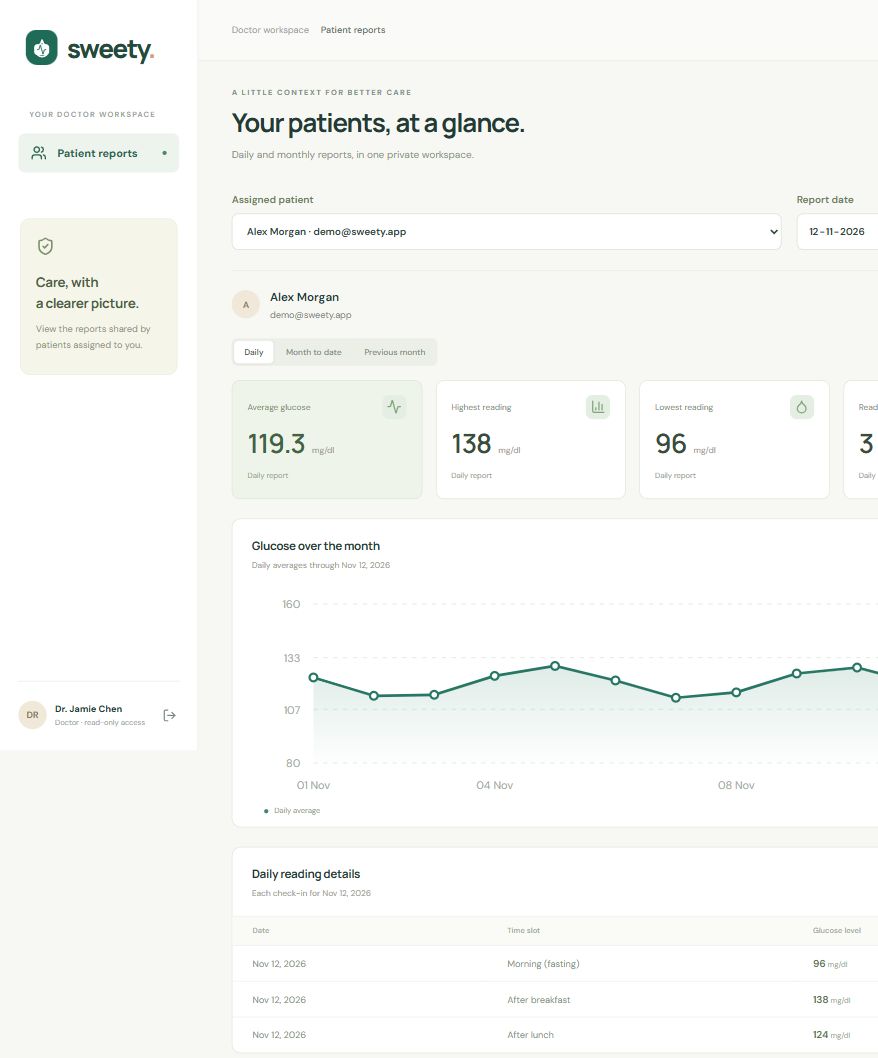 sweety.
YOUR DOCTOR WORKSPACE
Patient reports
Care, with
a clearer picture.
View the reports shared by
patients assigned to you.
DR
Dr. Jamie Chen
Doctor · read-only access
Doctor workspace Patient reports
A LITTLE CONTEXT FOR BETTER CARE
Your patients, at a glance.
Daily and monthly reports, in one private workspace.
Assigned patient Report date
Alex Morgan · demo@sweety.app 12-11-2026
A
Alex Morgan
demo@sweety.app
Daily Month to date Previous month
Average glucose
119.3 mg/dl
Daily report
Highest reading
138 mg/dl
Daily report
Lowest reading
96 mg/dl
Daily report
Read
3
Daily report
Glucose over the month
Daily averages through Nov 12, 2026
160
133
107
80
01 Nov 04 Nov 08 Nov
Daily average
Daily reading details
Each check-in for Nov 12, 2026
Date Time slot Glucose level
Nov 12, 2026 Morning (fasting) 96 mg/dl
Nov 12, 2026 After breakfast 138 mg/dl
Nov 12, 2026 After lunch 124 mg/dl